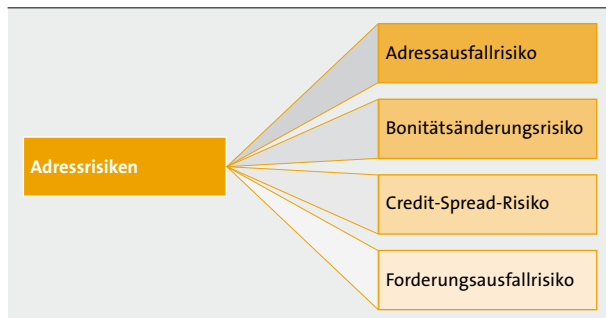 Adressrisiken
Adressausfallrisiko
Bonitätsänderungsrisiko
Credit-Spread-Risiko
Forderungsausfallrisiko